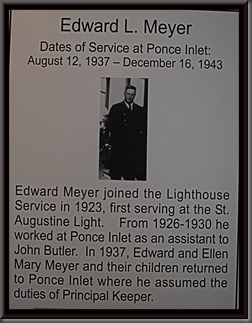 Edward L. Meyer
Dates of Service at Ponce Inlet:
August 12, 1937 – December 16, 1943
Edward Meyer joined the Lighthouse
Service in 1923, first serving at the St.
Augustine Light. From 1926-1930 he
worked at Ponce Inlet as an assistant to
John Butler. In 1937, Edward and Ellen
Mary Meyer and their children returned
to Ponce Inlet where he assumed the
duties of Principal Keeper.